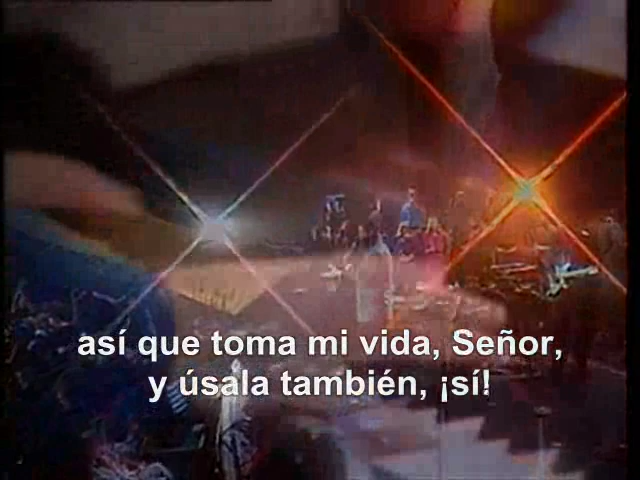 así que toma mi vida, Señor,
y úsala también, ¡sí!